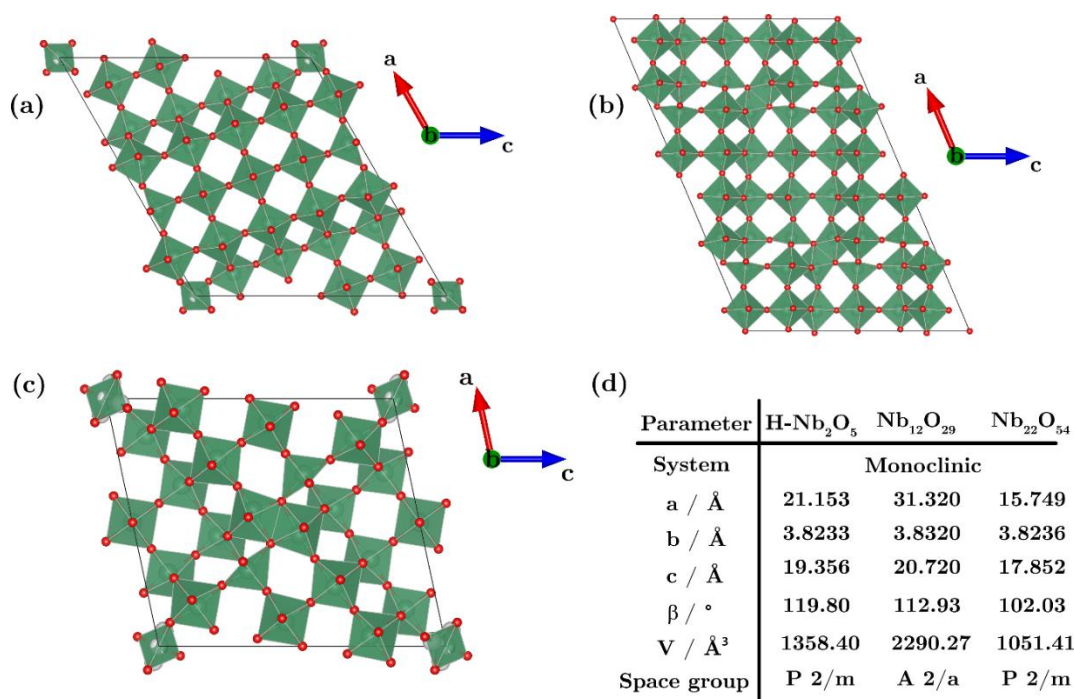 (a)
a
b
c
(b)
a
b
c
(c)
a
b
c
(d)
Parameter H-Nb₂O₅ Nb₁₂O₂₉ Nb₂₂O₅₄
System Monoclinic
a / Å 21.153 31.320 15.749
b / Å 3.8233 3.8320 3.8236
c / Å 19.356 20.720 17.852
β / ° 119.80 112.93 102.03
V / Å³ 1358.40 2290.27 1051.41
Space group P 2/m A 2/a P 2/m